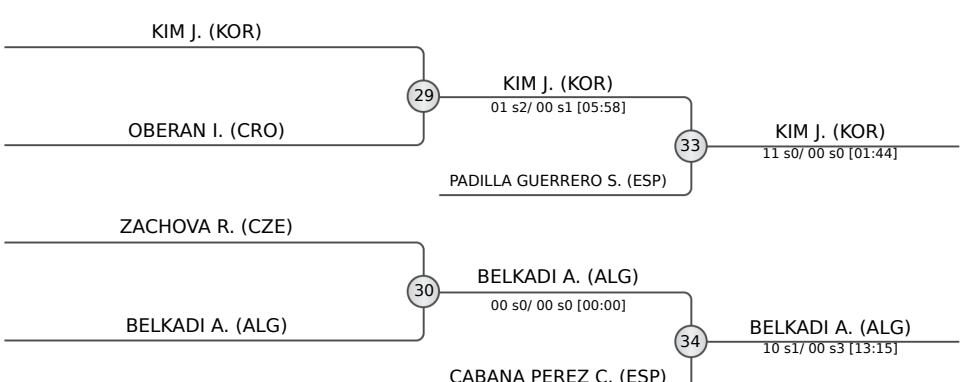 KIM J. (KOR)
29
KIM J. (KOR)
01 s2/ 00 s1 [05:58]
OBERAN I. (CRO)
33
KIM J. (KOR)
11 s0/ 00 s0 [01:44]
PADILLA GUERRERO S. (ESP)
ZACHOVA R. (CZE)
30
BELKADI A. (ALG)
00 s0/ 00 s0 [00:00]
BELKADI A. (ALG)
34
BELKADI A. (ALG)
10 s1/ 00 s3 [13:15]
CABANA PEREZ C. (ESP)